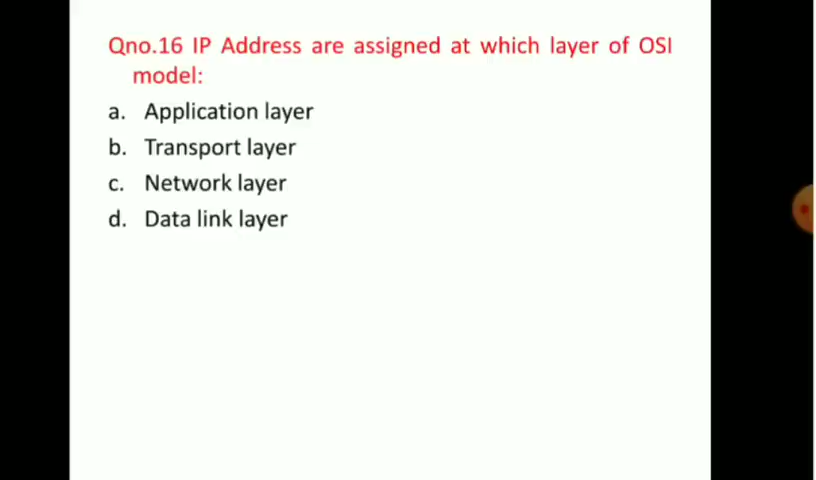 Qno.16 IP Address are assigned at which layer of OSI
model:
a. Application layer
b. Transport layer
c. Network layer
d. Data link layer